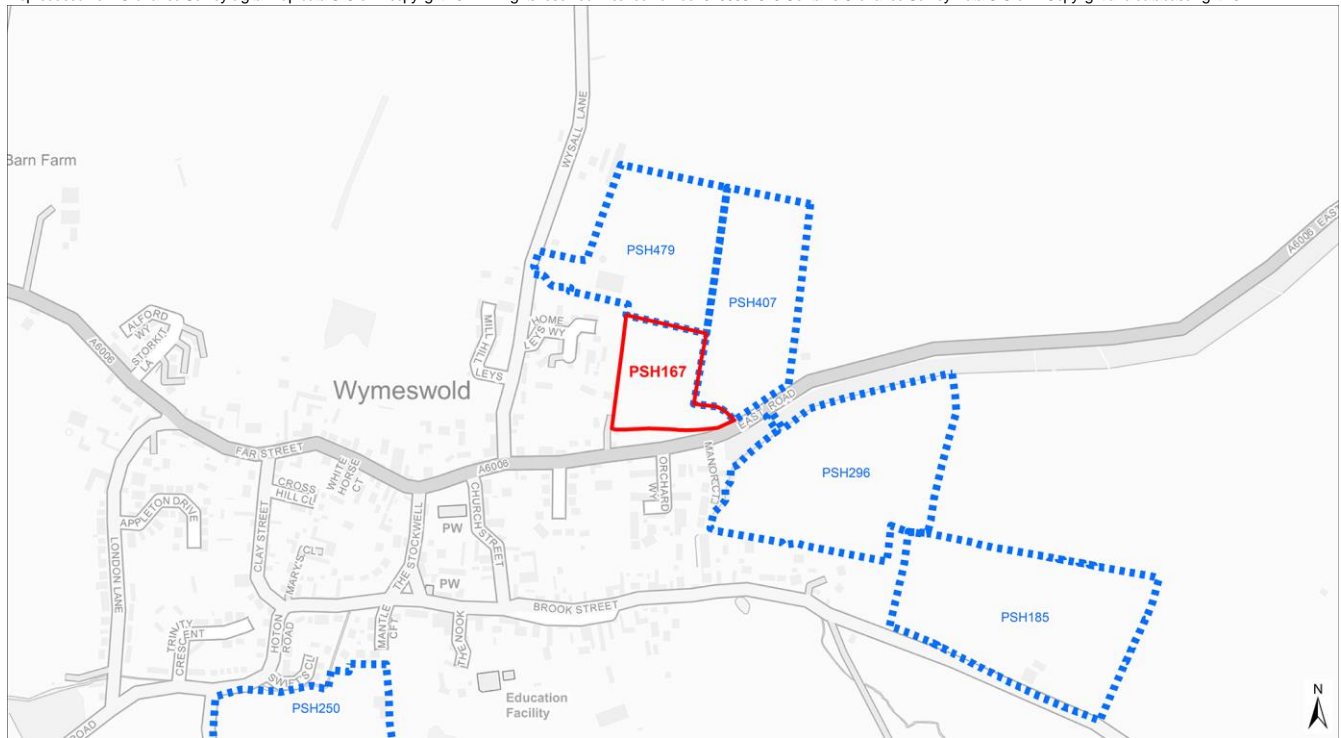 WYSALL LANE
Barn Farm
A6006 EAST
PSH479
PSH407
ALFORD
WY
STORKIT
LA
A6006
HOME
WY
LEYS
MILL HILL
LEYS
PSH167
Wymeswold
EAST ROAD
FAR STREET
WHITE
HORSE
CT
A6006
MANOR CT
ORCHARD
WY
PSH296
CROSS
HILL CL
APPLETON DRIVE
LONDON LANE
CLAY STREET
THE STOCKWELL
CHURCH STREET
PW
MARY'S CL
PW
BROOK STREET
PSH185
TRINITY
CRESCENT
HOTON
ROAD
MANTLE
CFT
THE NOOK
SWIFT'S CL
Education
Facility
PSH250
ROAD
N